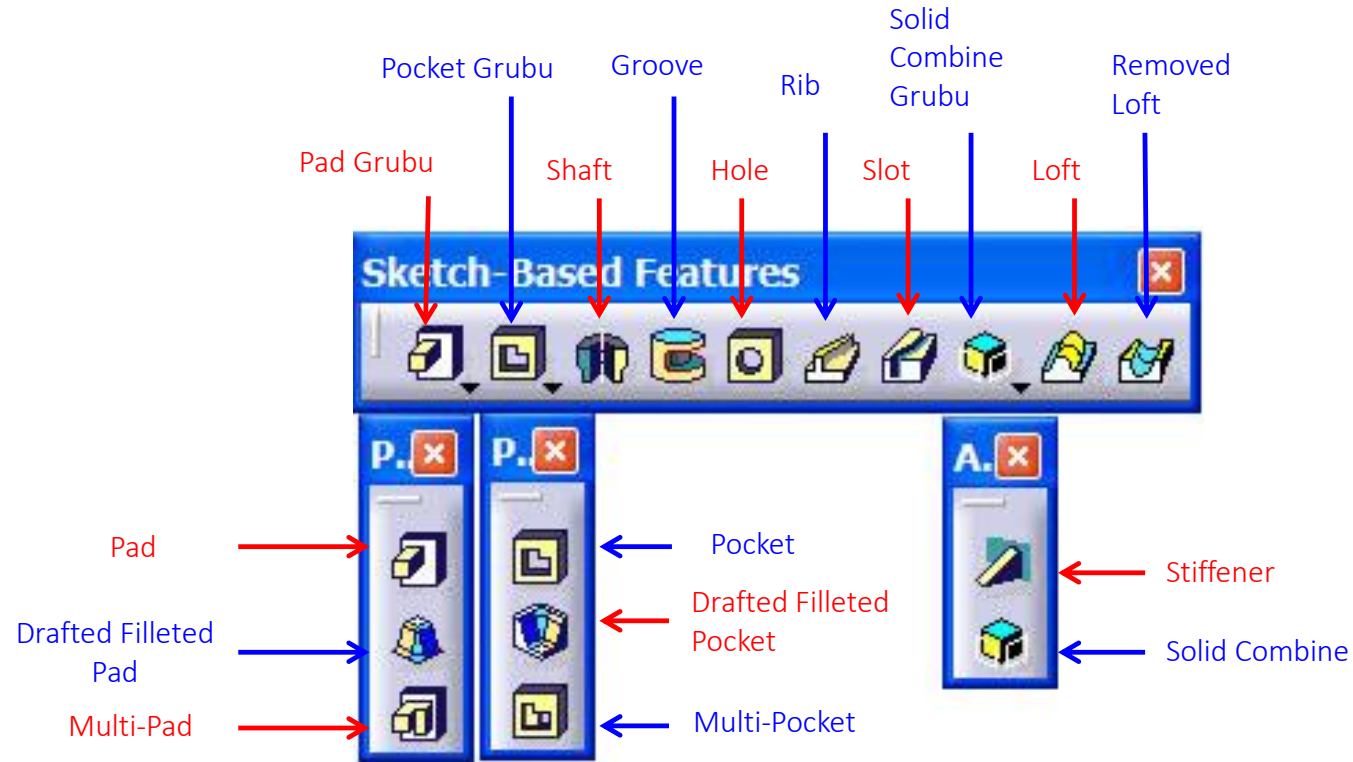 Solid
Combine
Grubu
Pocket Grubu
Groove
Rib
Removed
Loft
Pad Grubu
Shaft
Hole
Slot
Loft
Sketch-Based Features
P..
P..
A.
Pad
Pocket
Stiffener
Drafted Filleted
Pad
Drafted Filleted
Pocket
Solid Combine
Multi-Pad
Multi-Pocket